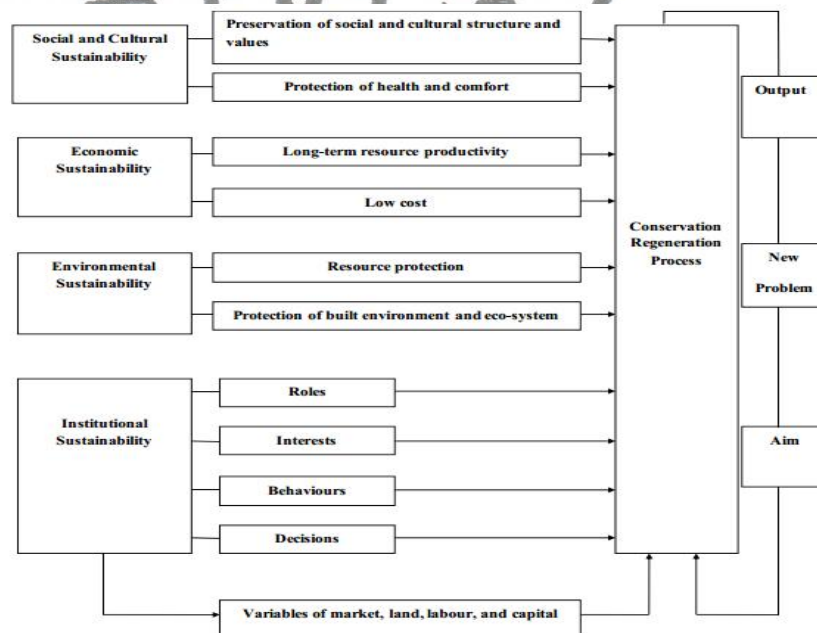 Social and Cultural
Sustainability
Preservation of social and cultural structure and
values
Protection of health and comfort
Economic
Sustainability
Long-term resource productivity
Low cost
Environmental
Sustainability
Resource protection
Protection of built environment and eco-system
Institutional
Sustainability
Roles
Interests
Behaviours
Decisions
Variables of market, land, labour, and capital
Conservation
Regeneration
Process
Output
New
Problem
Aim